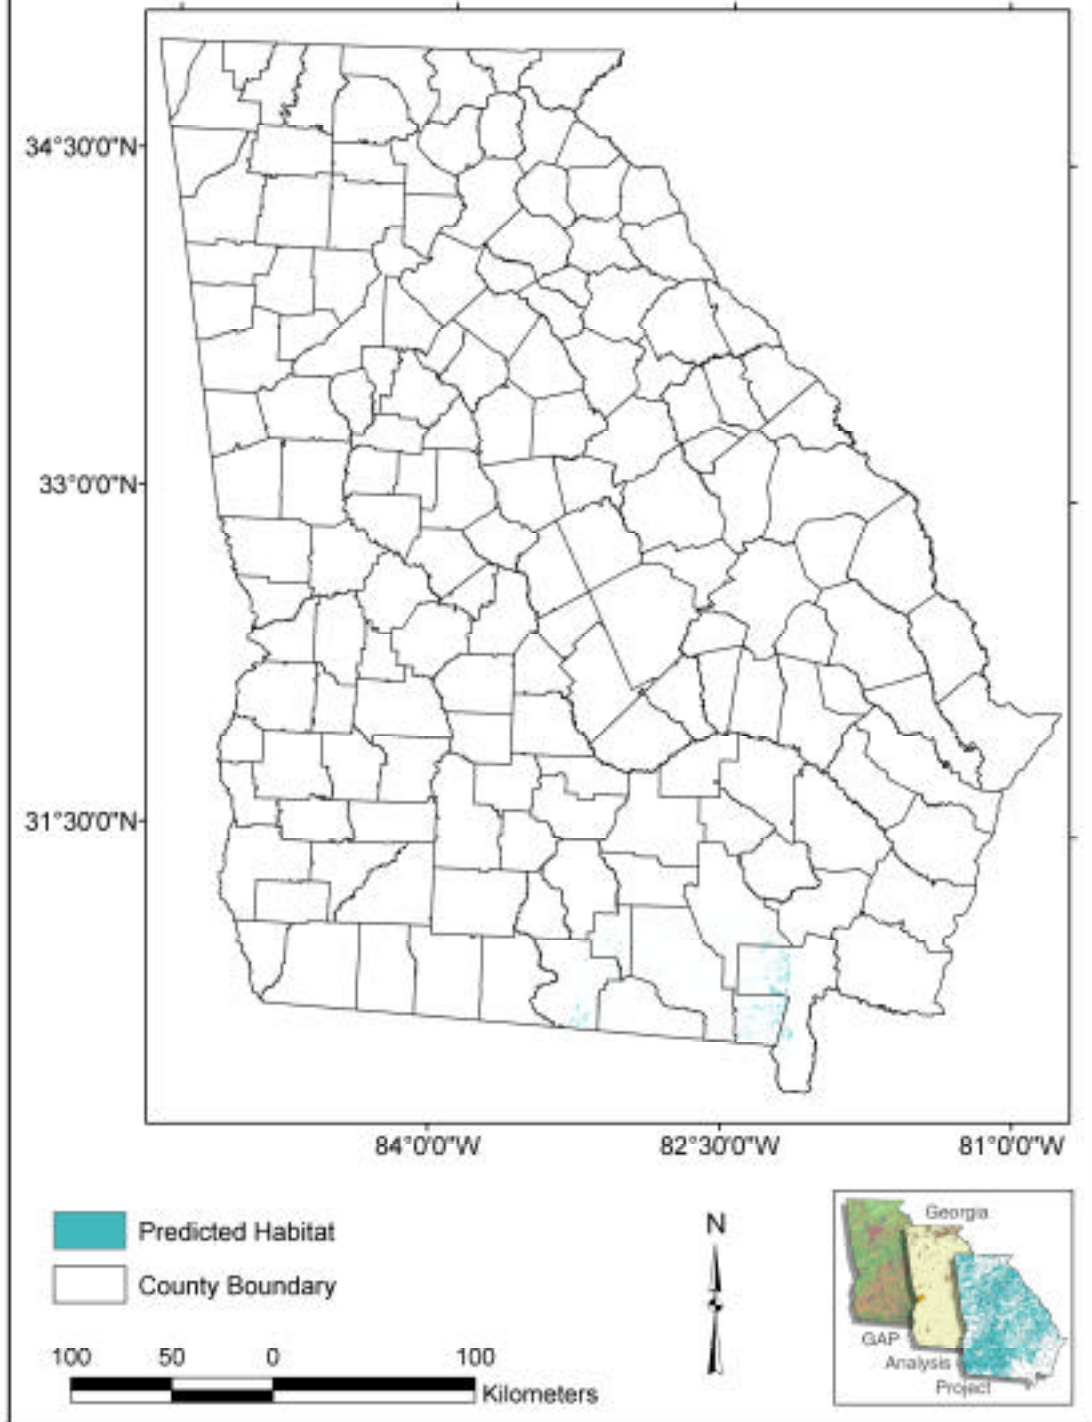 34°30'0"N
33°0'0"N
31°30'0"N
84°0'0"W
82°30'0"W
81°0'0"W
Predicted Habitat
County Boundary
100 50 0 100
Kilometers
N
Georgia
GAP
Analysis
Project